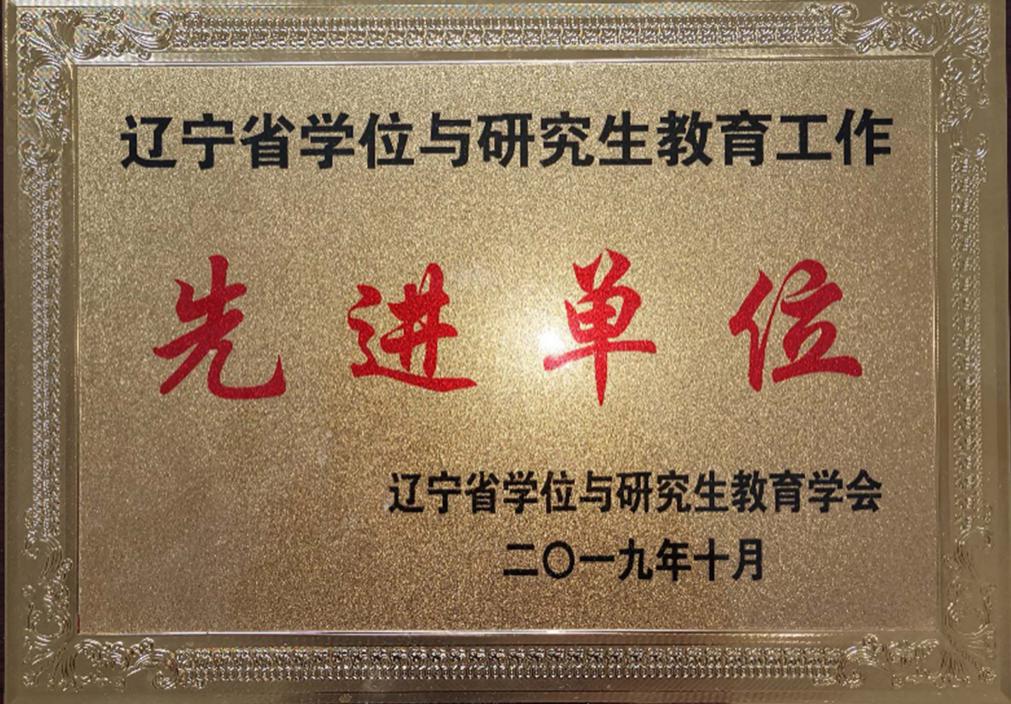 辽宁省学位与研究生教育工作
先进单位
辽宁省学位与研究生教育学会
二〇一九年十月